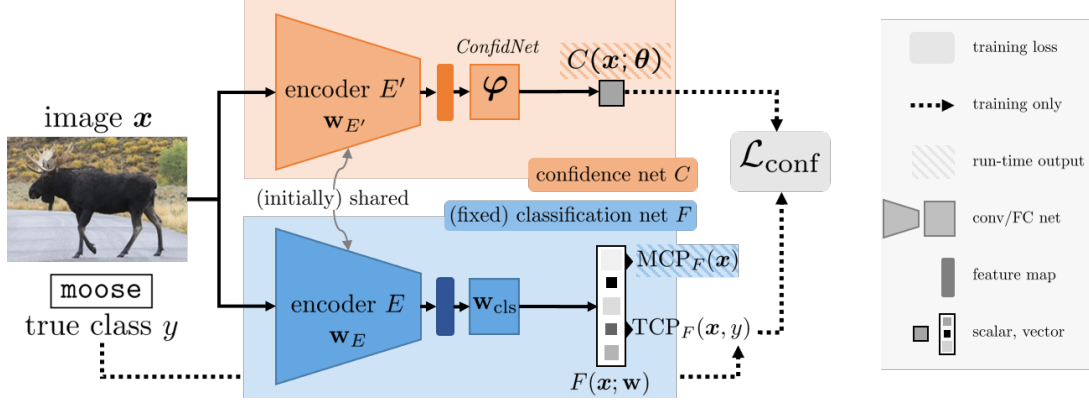 image x
moose
true class y
encoder E′
w_E′
ConfidNet
φ
C(x; θ)
confidence net C
(initially) shared
(fixed) classification net F
encoder E
w_E
w_cls
MCP_F(x)
TCP_F(x, y)
F(x; w)
ℒ_conf
training loss
training only
run-time output
conv/FC net
feature map
scalar, vector